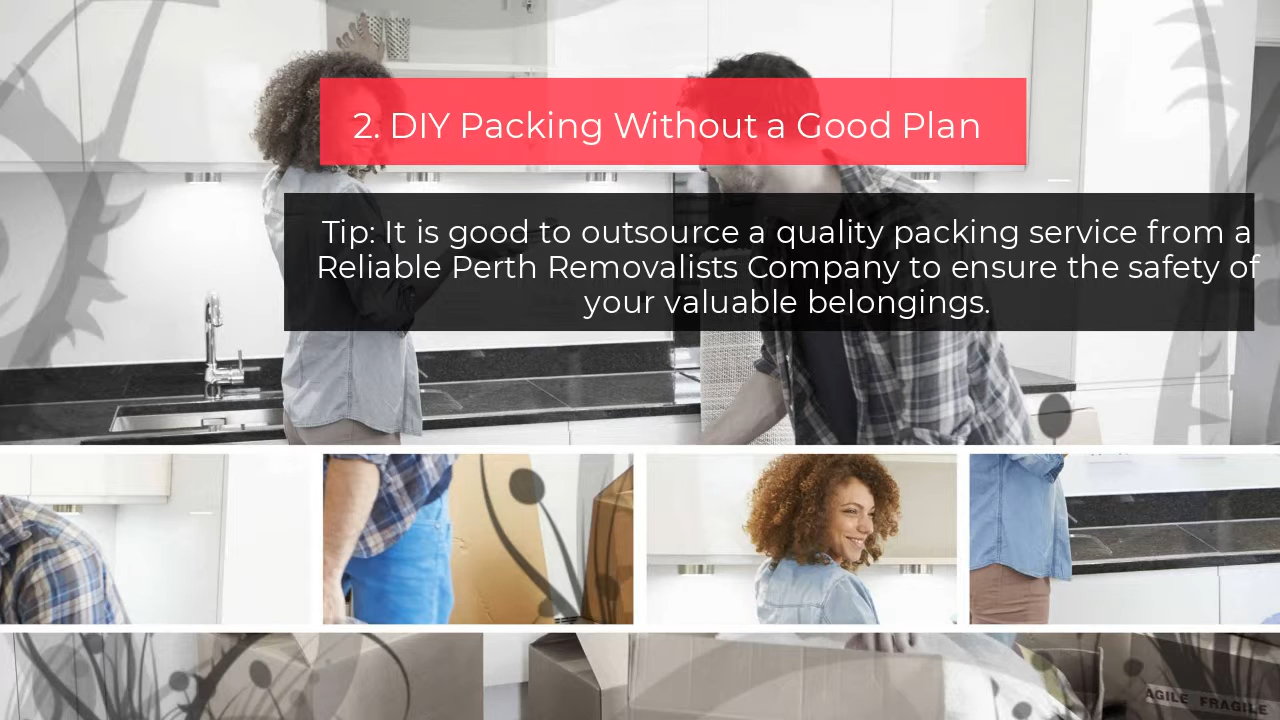 2. DIY Packing Without a Good Plan
Tip: It is good to outsource a quality packing service from a
Reliable Perth Removalists Company to ensure the safety of
your valuable belongings.
AGILE FRAGILE